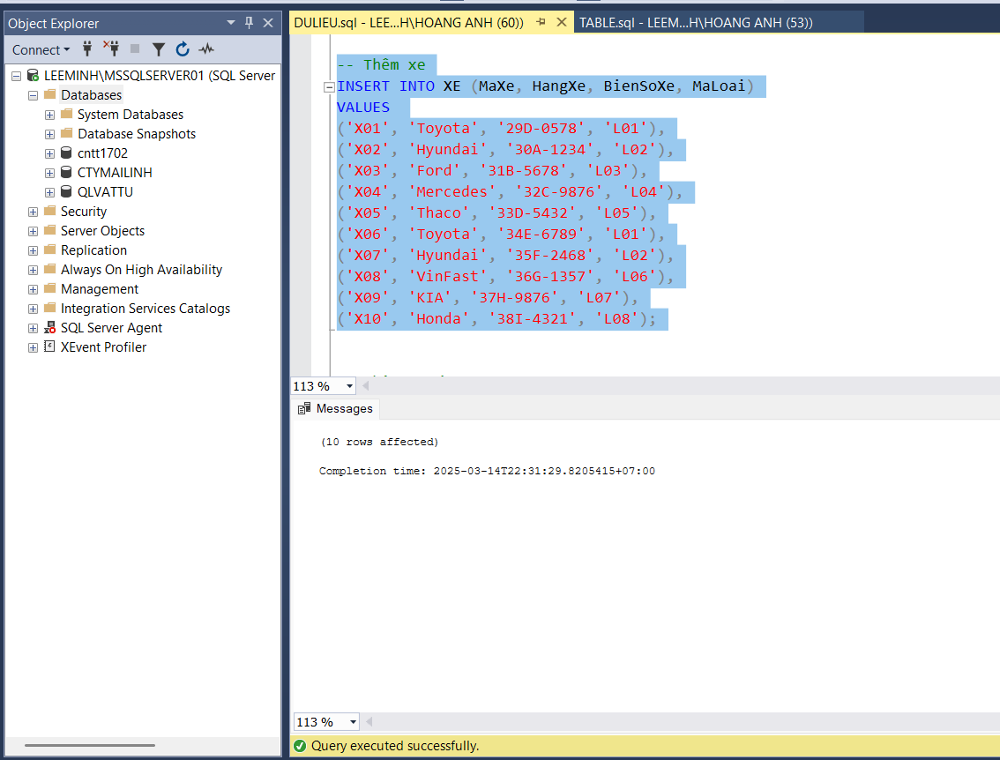 Object Explorer
Connect
LEEMINH\MSSQLSERVER01 (SQL Server
Databases
System Databases
Database Snapshots
cntt1702
CTYMAILINH
QLVATTU
Security
Server Objects
Replication
Always On High Availability
Management
Integration Services Catalogs
SQL Server Agent
XEvent Profiler
DULIEU.sql - LEE...H\HOANG ANH (60))
TABLE.sql - LEEM...H\HOANG ANH (53))
-- Thêm xe
INSERT INTO XE (MaXe, HangXe, BienSoXe, MaLoai)
VALUES
('X01', 'Toyota', '29D-0578', 'L01'),
('X02', 'Hyundai', '30A-1234', 'L02'),
('X03', 'Ford', '31B-5678', 'L03'),
('X04', 'Mercedes', '32C-9876', 'L04'),
('X05', 'Thaco', '33D-5432', 'L05'),
('X06', 'Toyota', '34E-6789', 'L01'),
('X07', 'Hyundai', '35F-2468', 'L02'),
('X08', 'VinFast', '36G-1357', 'L06'),
('X09', 'KIA', '37H-9876', 'L07'),
('X10', 'Honda', '38I-4321', 'L08');
113 %
Messages
(10 rows affected)
Completion time: 2025-03-14T22:31:29.8205415+07:00
113 %
Query executed successfully.